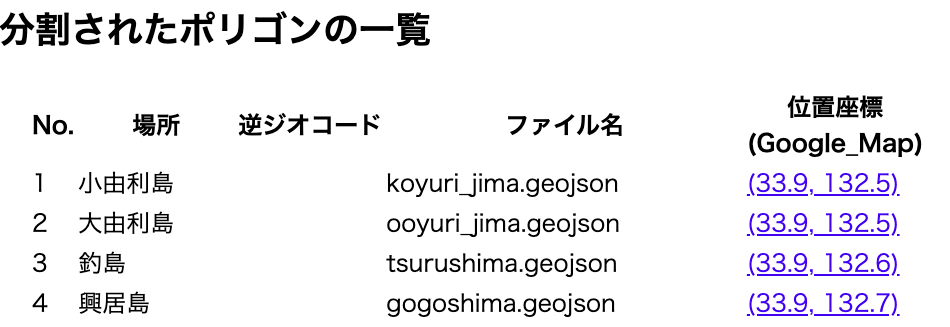 分割されたポリゴンの一覧
No. 場所 逆ジオコード ファイル名 位置座標
(Google_Map)
1 小由利島 koyuri_jima.geojson (33.9, 132.5)
2 大由利島 ooyuri_jima.geojson (33.9, 132.5)
3 釣島 tsurushima.geojson (33.9, 132.6)
4 興居島 gogoshima.geojson (33.9, 132.7)